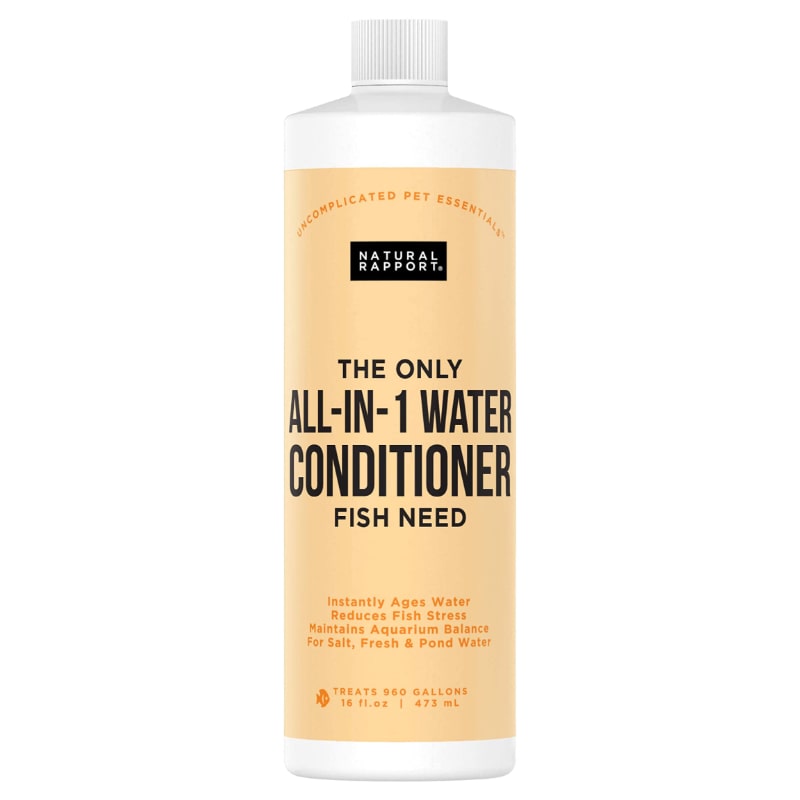 UNCOMPLICATED PET ESSENTIALS™
NATURAL
RAPPORT®
THE ONLY
ALL-IN-1 WATER
CONDITIONER
FISH NEED
Instantly Ages Water
Reduces Fish Stress
Maintains Aquarium Balance
For Salt, Fresh & Pond Water
TREATS 960 GALLONS
16 fl.oz | 473 mL